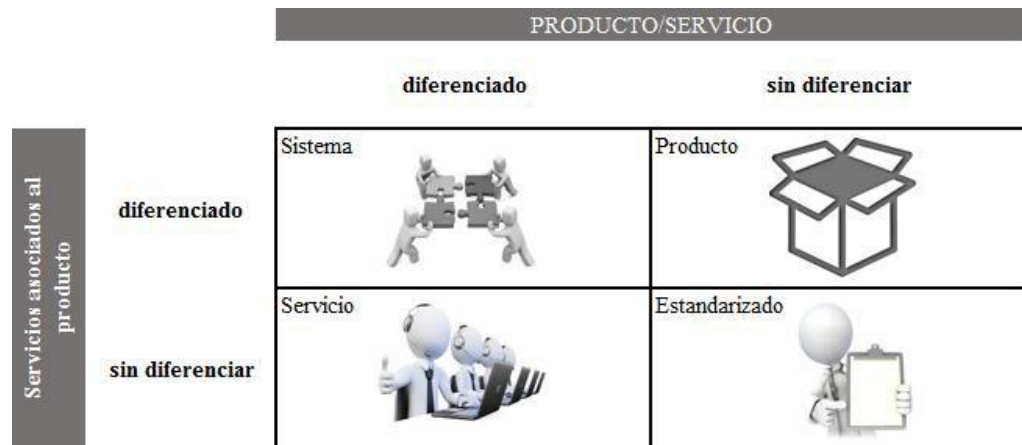 PRODUCTO/SERVICIO
diferenciado
sin diferenciar
Servicios asociados al
producto
diferenciado
Sistema
Producto
sin diferenciar
Servicio
Estandarizado